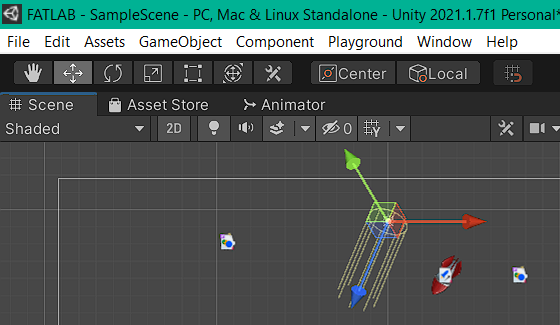 FATLAB - SampleScene - PC, Mac & Linux Standalone - Unity 2021.1.7f1 Personal*
File Edit Assets GameObject Component Playground Window Help
Center Local
Scene Asset Store Animator
Shaded 2D 0